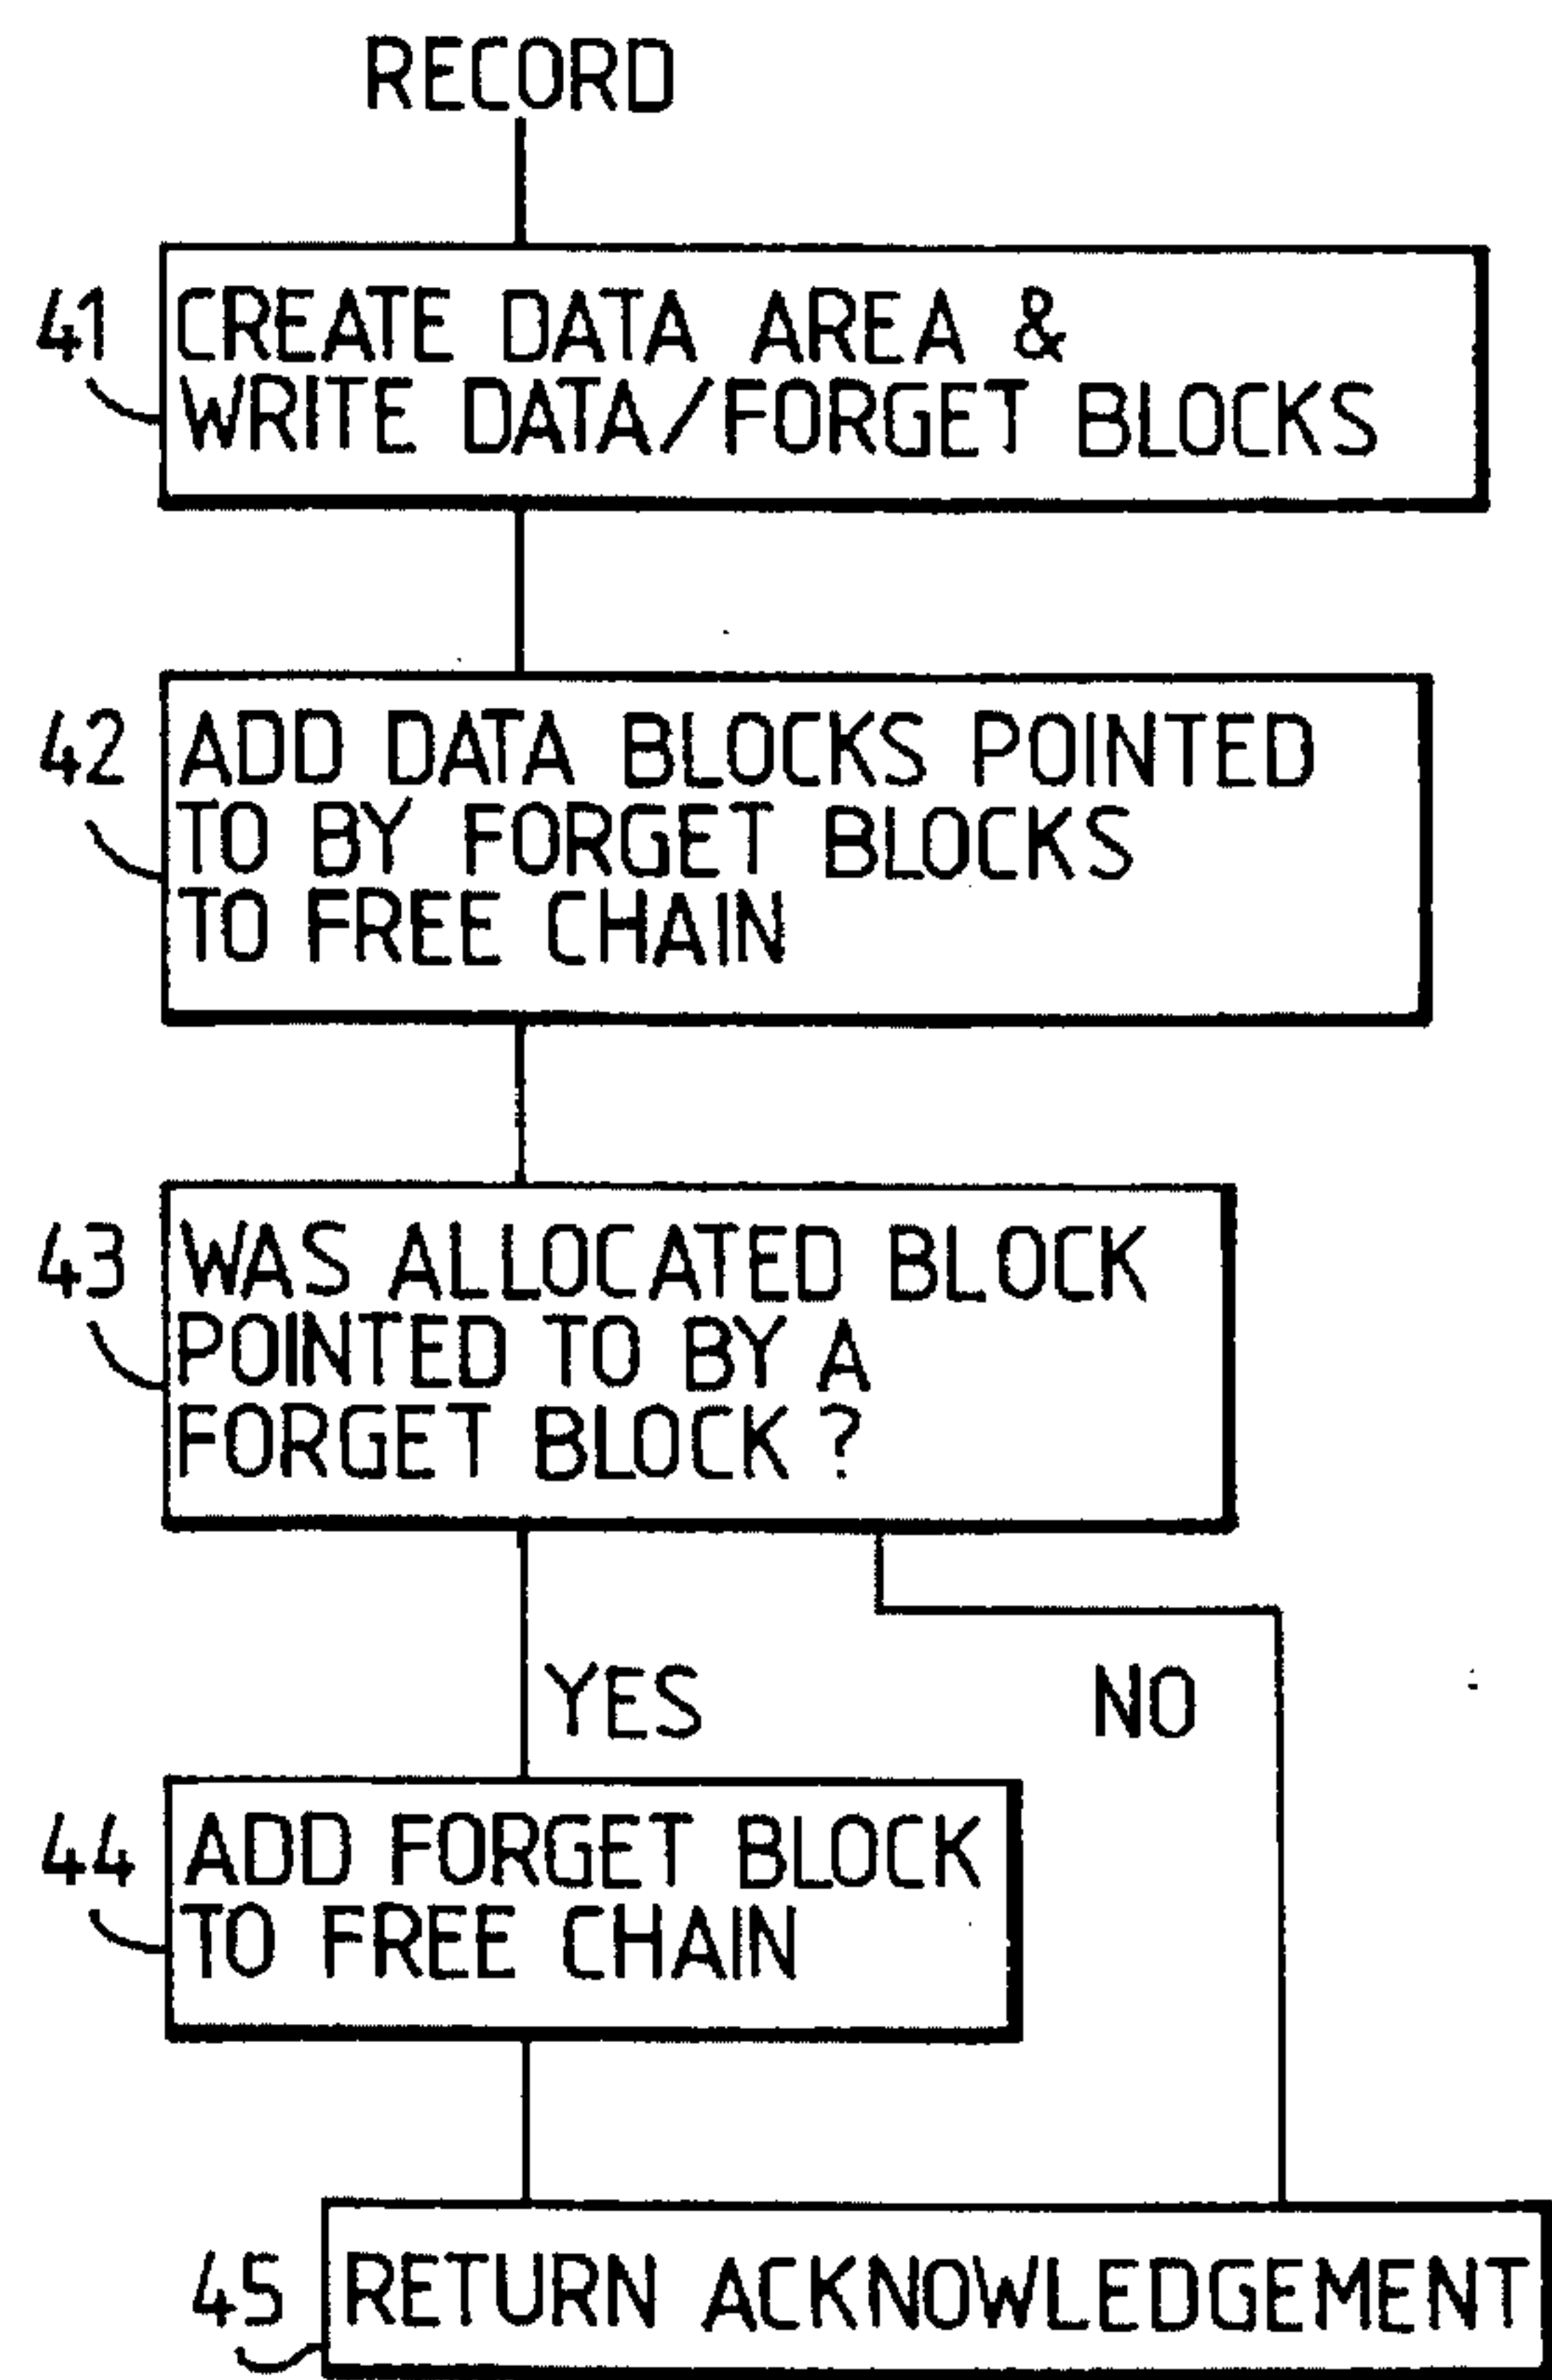 RECORD
41 CREATE DATA AREA &
WRITE DATA/FORGET BLOCKS
42 ADD DATA BLOCKS POINTED
TO BY FORGET BLOCKS
TO FREE CHAIN
43 WAS ALLOCATED BLOCK
POINTED TO BY A
FORGET BLOCK ?
YES NO
44 ADD FORGET BLOCK
TO FREE CHAIN
45 RETURN ACKNOWLEDGEMENT